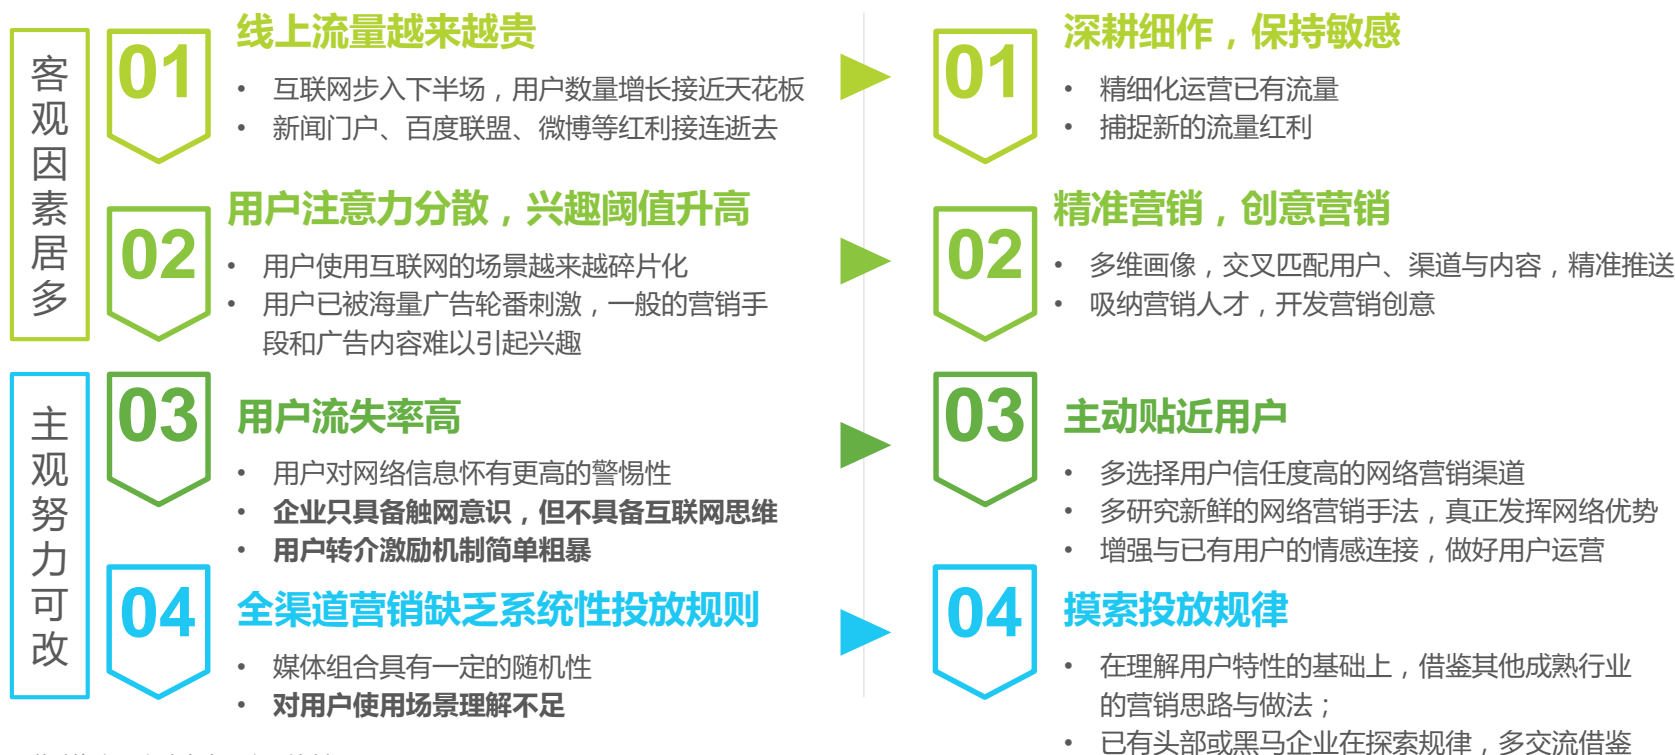 客观因素居多
01
线上流量越来越贵
• 互联网步入下半场，用户数量增长接近天花板
• 新闻门户、百度联盟、微博等红利接连逝去
02
用户注意力分散，兴趣阈值升高
• 用户使用互联网的场景越来越碎片化
• 用户已被海量广告轮番刺激，一般的营销手
段和广告内容难以引起兴趣
主观努力可改
03
用户流失率高
• 用户对网络信息怀有更高的警惕性
• 企业只具备触网意识，但不具备互联网思维
• 用户转介激励机制简单粗暴
04
全渠道营销缺乏系统性投放规则
• 媒体组合具有一定的随机性
• 对用户使用场景理解不足
01
深耕细作，保持敏感
• 精细化运营已有流量
• 捕捉新的流量红利
02
精准营销，创意营销
• 多维画像，交叉匹配用户、渠道与内容，精准推送
• 吸纳营销人才，开发营销创意
03
主动贴近用户
• 多选择用户信任度高的网络营销渠道
• 多研究新鲜的网络营销手法，真正发挥网络优势
• 增强与已有用户的情感连接，做好用户运营
04
摸索投放规律
• 在理解用户特性的基础上，借鉴其他成熟行业
的营销思路与做法；
• 已有头部或黑马企业在探索规律，多交流借鉴